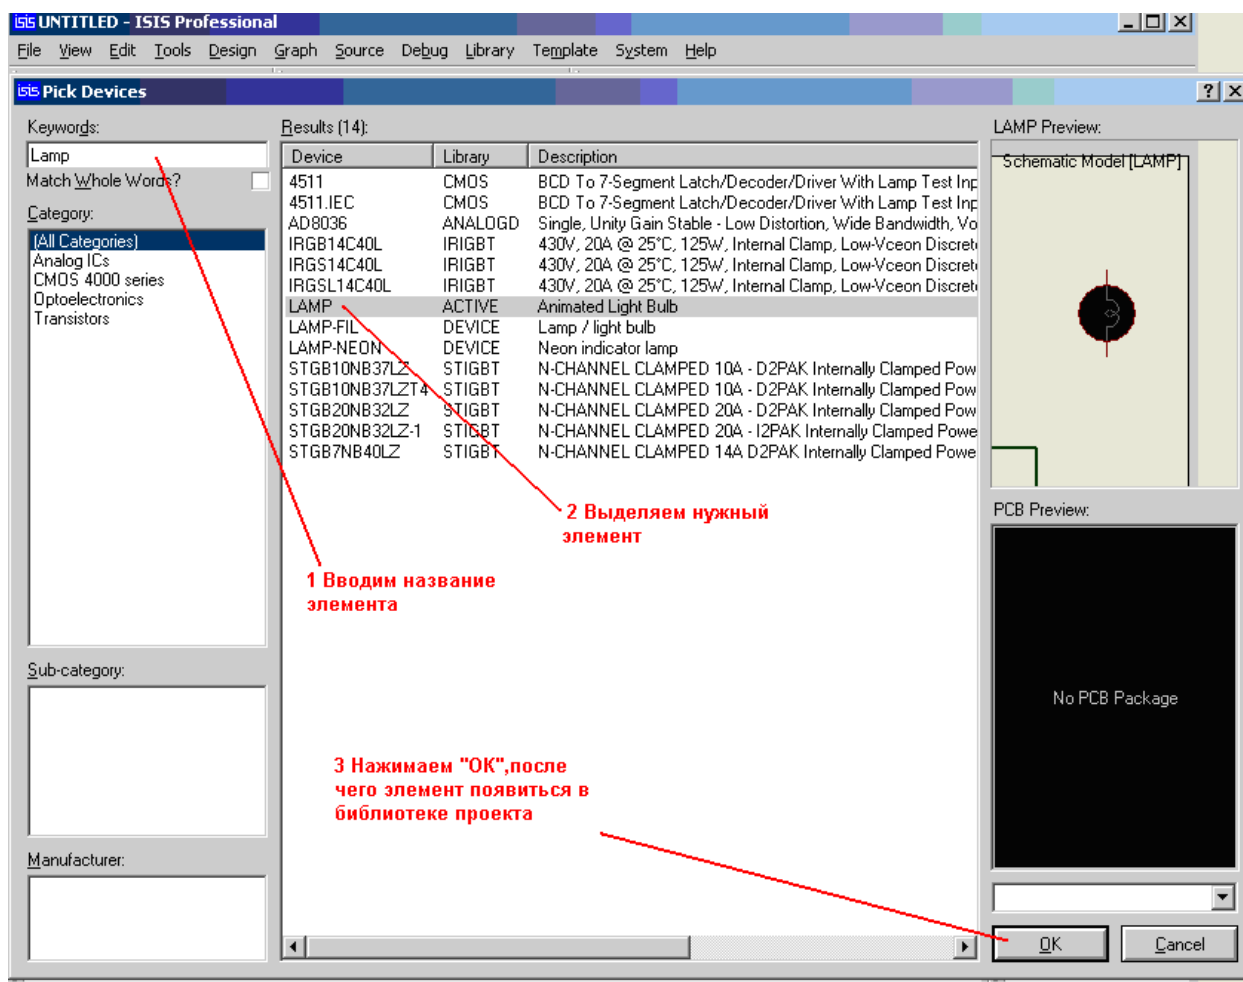 isis UNTITLED - ISIS Professional
File View Edit Tools Design Graph Source Debug Library Template System Help
isis Pick Devices
Keywords:
Lamp
Match Whole Words?
Category:
(All Categories)
Analog ICs
CMOS 4000 series
Optoelectronics
Transistors
Sub-category:
Manufacturer:
Results (14):
Device Library Description
4511 CMOS BCD To 7-Segment Latch/Decoder/Driver With Lamp Test Inp
4511.IEC CMOS BCD To 7-Segment Latch/Decoder/Driver With Lamp Test Inp
AD8036 ANALOGD Single, Unity Gain Stable - Low Distortion, Wide Bandwidth, Vo
IRGB14C40L IRIGBT 430V, 20A @ 25°C, 125W, Internal Clamp, Low-Vceon Discrete
IRGS14C40L IRIGBT 430V, 20A @ 25°C, 125W, Internal Clamp, Low-Vceon Discrete
IRGSL14C40L IRIGBT 430V, 20A @ 25°C, 125W, Internal Clamp, Low-Vceon Discrete
LAMP ACTIVE Animated Light Bulb
LAMP-FIL DEVICE Lamp / light bulb
LAMP-NEON DEVICE Neon indicator lamp
STGB10NB37LZ STIGBT N-CHANNEL CLAMPED 10A - D2PAK Internally Clamped Pow
STGB10NB37LZT4 STIGBT N-CHANNEL CLAMPED 10A - D2PAK Internally Clamped Pow
STGB20NB32LZ STIGBT N-CHANNEL CLAMPED 20A - D2PAK Internally Clamped Pow
STGB20NB32LZ-1 STIGBT N-CHANNEL CLAMPED 20A - I2PAK Internally Clamped Powe
STGB7NB40LZ STIGBT N-CHANNEL CLAMPED 14A D2PAK Internally Clamped Powe
2 Выделяем нужный
элемент
1 Вводим название
элемента
3 Нажимаем "ОК",после
чего элемент появиться в
библиотеке проекта
LAMP Preview:
Schematic Model [LAMP]
PCB Preview:
No PCB Package
OK Cancel